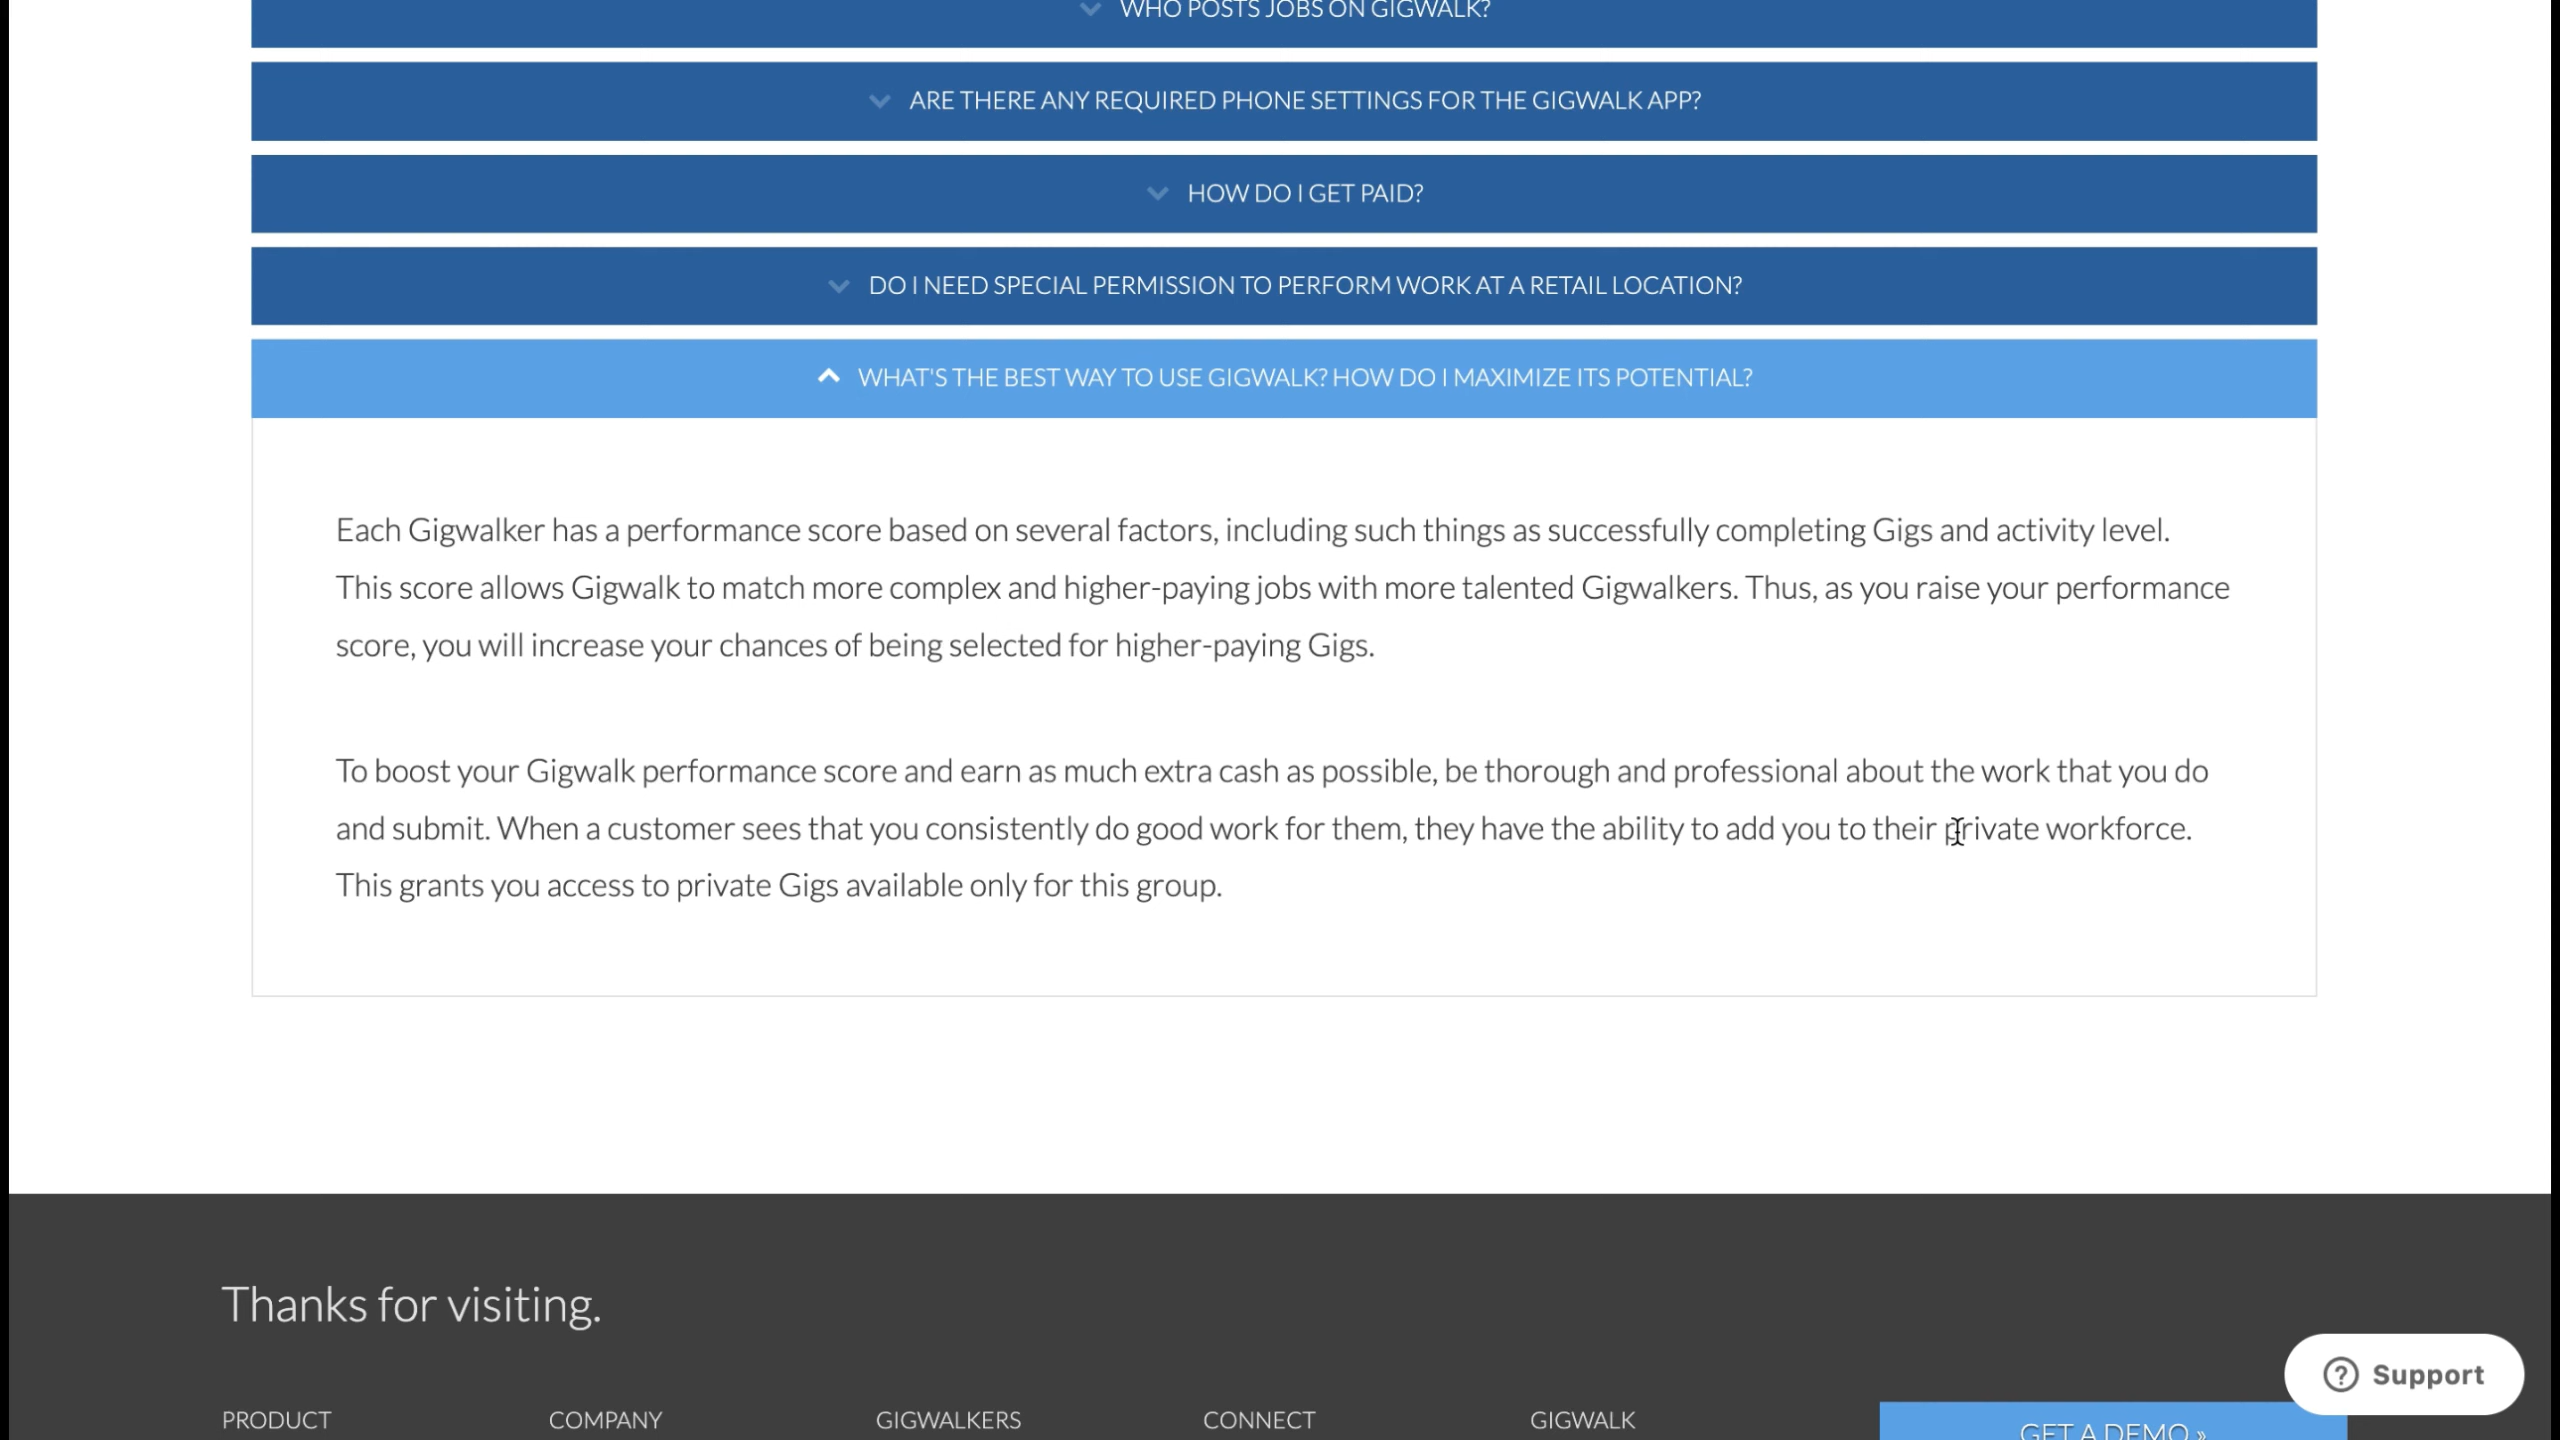 WHO POSTS JOBS ON GIGWALK?
ARE THERE ANY REQUIRED PHONE SETTINGS FOR THE GIGWALK APP?
HOW DO I GET PAID?
DO I NEED SPECIAL PERMISSION TO PERFORM WORK AT A RETAIL LOCATION?
WHAT'S THE BEST WAY TO USE GIGWALK? HOW DO I MAXIMIZE ITS POTENTIAL?
Each Gigwalker has a performance score based on several factors, including such things as successfully completing Gigs and activity level.
This score allows Gigwalk to match more complex and higher-paying jobs with more talented Gigwalkers. Thus, as you raise your performance
score, you will increase your chances of being selected for higher-paying Gigs.
To boost your Gigwalk performance score and earn as much extra cash as possible, be thorough and professional about the work that you do
and submit. When a customer sees that you consistently do good work for them, they have the ability to add you to their private workforce.
This grants you access to private Gigs available only for this group.
Thanks for visiting.
Support
PRODUCT COMPANY GIGWALKERS CONNECT GIGWALK
GET A DEMO »